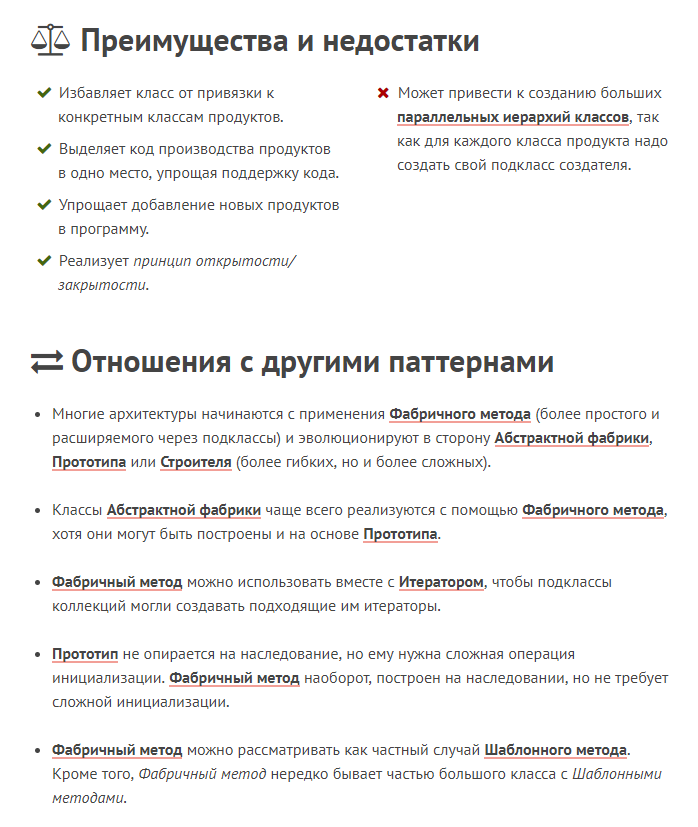 Преимущества и недостатки
Избавляет класс от привязки к
конкретным классам продуктов.
Выделяет код производства продуктов
в одно место, упрощая поддержку кода.
Упрощает добавление новых продуктов
в программу.
Реализует принцип открытости/
закрытости.
Может привести к созданию больших
параллельных иерархий классов, так
как для каждого класса продукта надо
создать свой подкласс создателя.
Отношения с другими паттернами
Многие архитектуры начинаются с применения Фабричного метода (более простого и
расширяемого через подклассы) и эволюционируют в сторону Абстрактной фабрики,
Прототипа или Строителя (более гибких, но и более сложных).
Классы Абстрактной фабрики чаще всего реализуются с помощью Фабричного метода,
хотя они могут быть построены и на основе Прототипа.
Фабричный метод можно использовать вместе с Итератором, чтобы подклассы
коллекций могли создавать подходящие им итераторы.
Прототип не опирается на наследование, но ему нужна сложная операция
инициализации. Фабричный метод наоборот, построен на наследовании, но не требует
сложной инициализации.
Фабричный метод можно рассматривать как частный случай Шаблонного метода.
Кроме того, Фабричный метод нередко бывает частью большого класса с Шаблонными
методами.